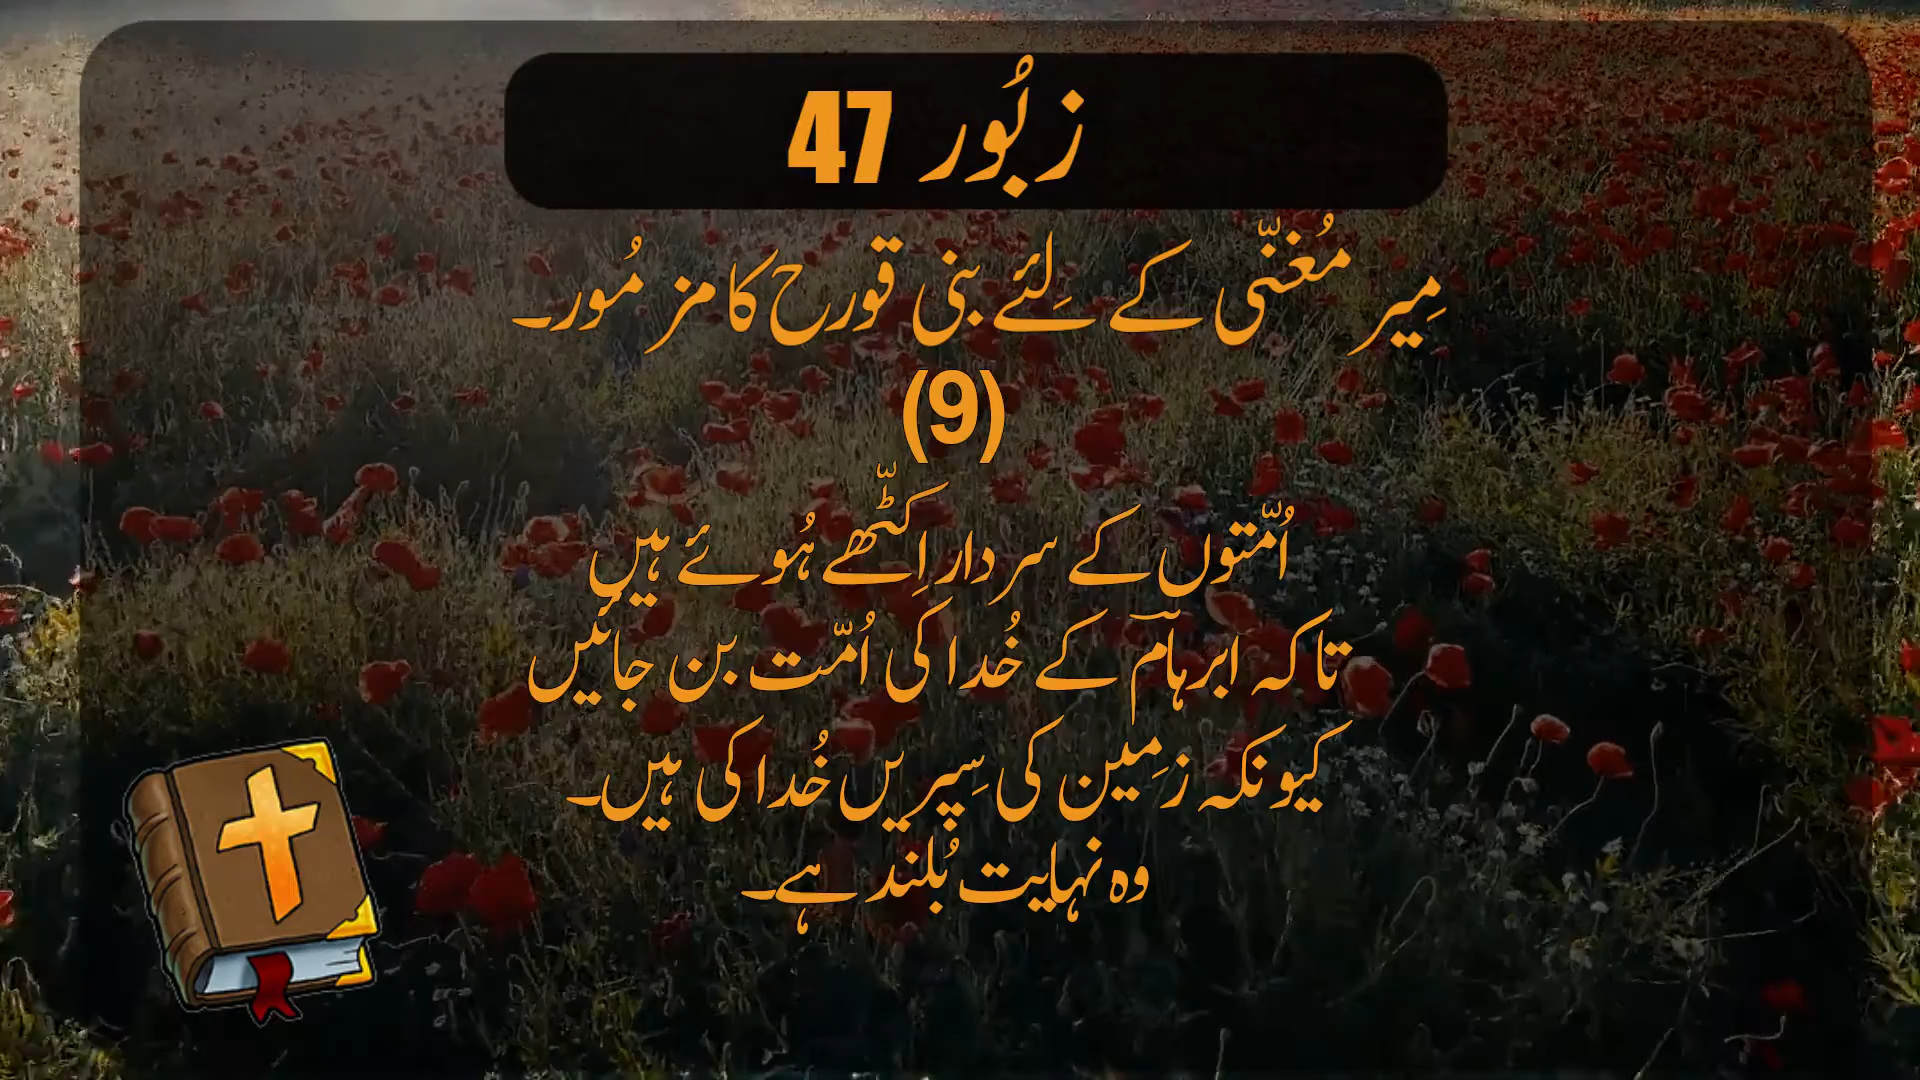 زبُور 47
مِیر مُغنّی کے لِئے بنی قورح کا مزمُور۔
(9)
اُمّتوں کے سردار اِکٹّھے ہُوئے ہیں
تاکہ ابرہامؔ کے خُدا کی اُمّت بن جائیں
کیونکہ زمِین کی سِپریں خُدا کی ہیں۔
وہ نہایت بُلند ہے۔